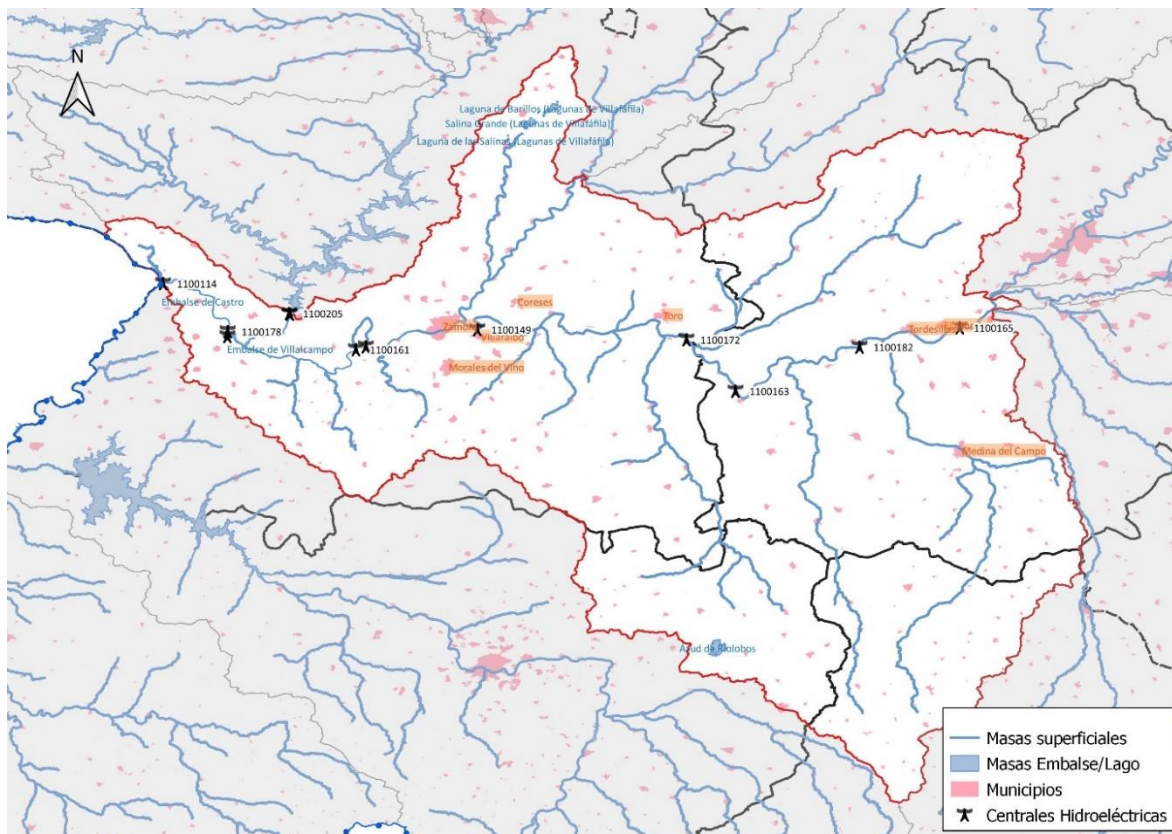 N
Laguna de Barillos (Lagunas de Villafáfila)
Salina Grande (Lagunas de Villafáfila)
Laguna de las Salinas (Lagunas de Villafáfila)
1100114
Embalse de Castro
1100205
Coreses
1100178
Zamora
1100149
Villaralbo
Toro
Tordesillas
1100165
Embalse de Villalcampo
1100161
1100172
1100182
Morales del Vino
1100163
Medina del Campo
Azud de Riolobos
Masas superficiales
Masas Embalse/Lago
Municipios
Centrales Hidroeléctricas